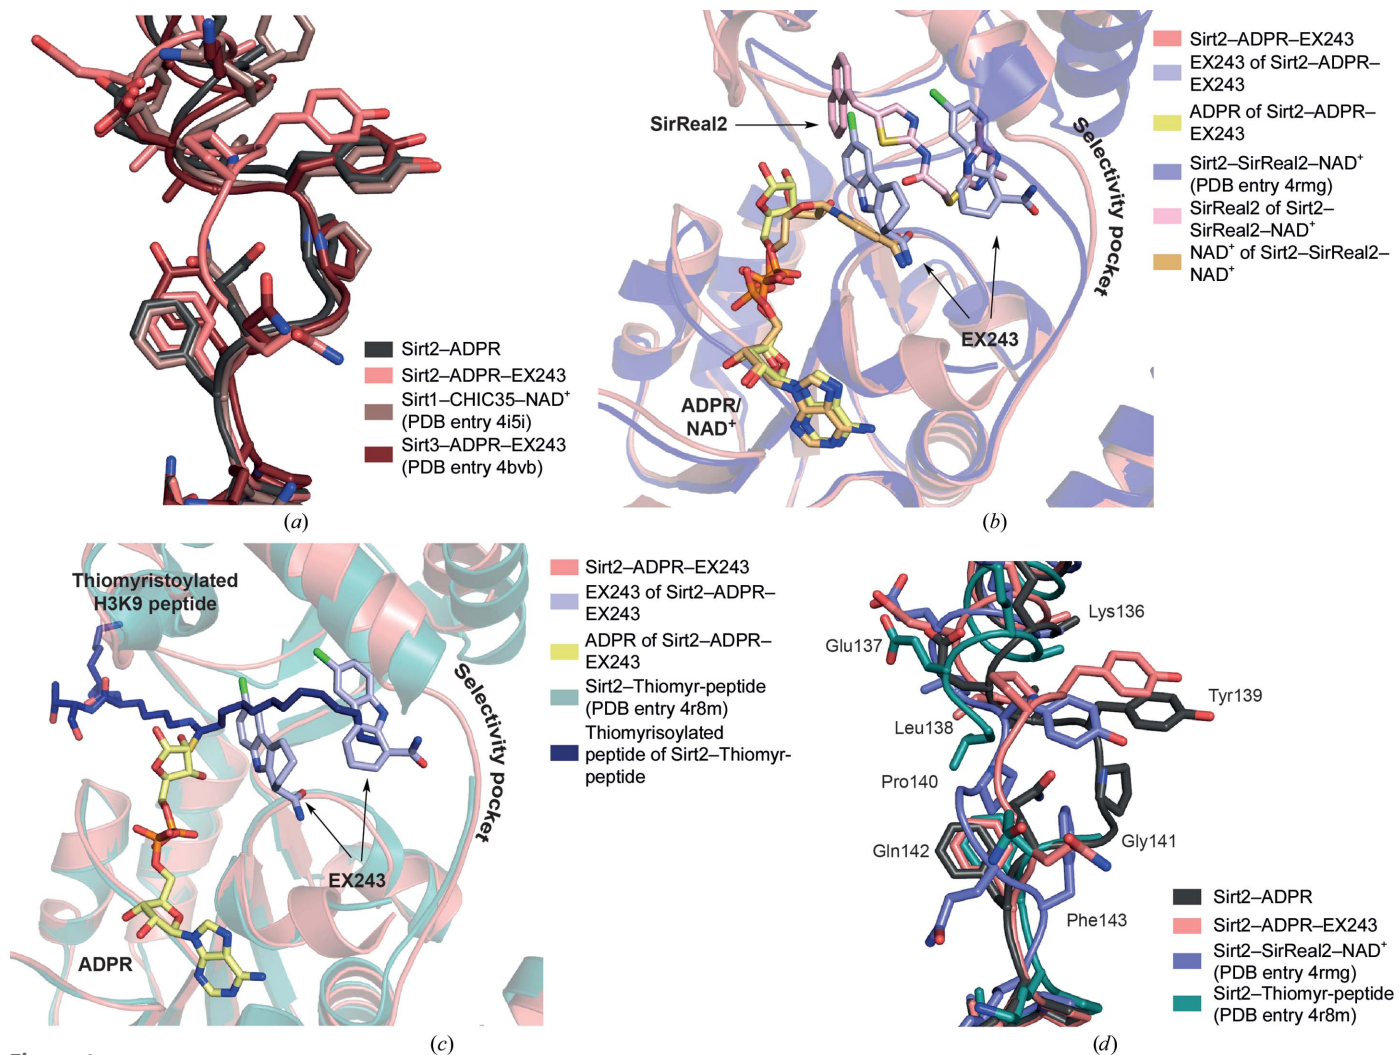 Sirt2–ADPR
Sirt2–ADPR–EX243
Sirt1–CHIC35–NAD⁺
(PDB entry 4i5i)
Sirt3–ADPR–EX243
(PDB entry 4bvb)
(a)
SirReal2
Selectivity pocket
EX243
ADPR/
NAD⁺
Sirt2–ADPR–EX243
EX243 of Sirt2–ADPR–
EX243
ADPR of Sirt2–ADPR–
EX243
Sirt2–SirReal2–NAD⁺
(PDB entry 4rmg)
SirReal2 of Sirt2–
SirReal2–NAD⁺
NAD⁺ of Sirt2–SirReal2–
NAD⁺
(b)
Thiomyristoylated
H3K9 peptide
Selectivity pocket
EX243
ADPR
Sirt2–ADPR–EX243
EX243 of Sirt2–ADPR–
EX243
ADPR of Sirt2–ADPR–
EX243
Sirt2–Thiomyr-peptide
(PDB entry 4r8m)
Thiomyrisoylated
peptide of Sirt2–Thiomyr-
peptide
(c)
Lys136
Glu137
Tyr139
Leu138
Pro140
Gly141
Gln142
Phe143
Sirt2–ADPR
Sirt2–ADPR–EX243
Sirt2–SirReal2–NAD⁺
(PDB entry 4rmg)
Sirt2–Thiomyr-peptide
(PDB entry 4r8m)
(d)